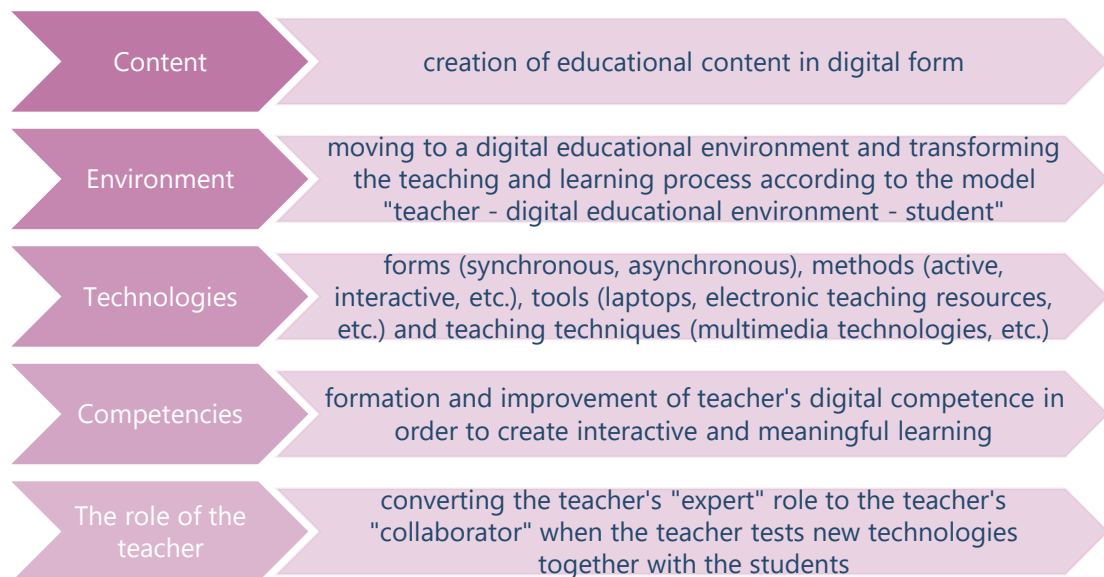 Content
creation of educational content in digital form
Environment
moving to a digital educational environment and transforming
the teaching and learning process according to the model
"teacher - digital educational environment - student"
Technologies
forms (synchronous, asynchronous), methods (active,
interactive, etc.), tools (laptops, electronic teaching resources,
etc.) and teaching techniques (multimedia technologies, etc.)
Competencies
formation and improvement of teacher's digital competence in
order to create interactive and meaningful learning
The role of the
teacher
converting the teacher's "expert" role to the teacher's
"collaborator" when the teacher tests new technologies
together with the students